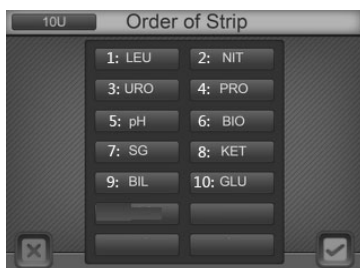 10U Order of Strip
1: LEU 2: NIT
3: URO 4: PRO
5: pH 6: BIO
7: SG 8: KET
9: BIL 10: GLU